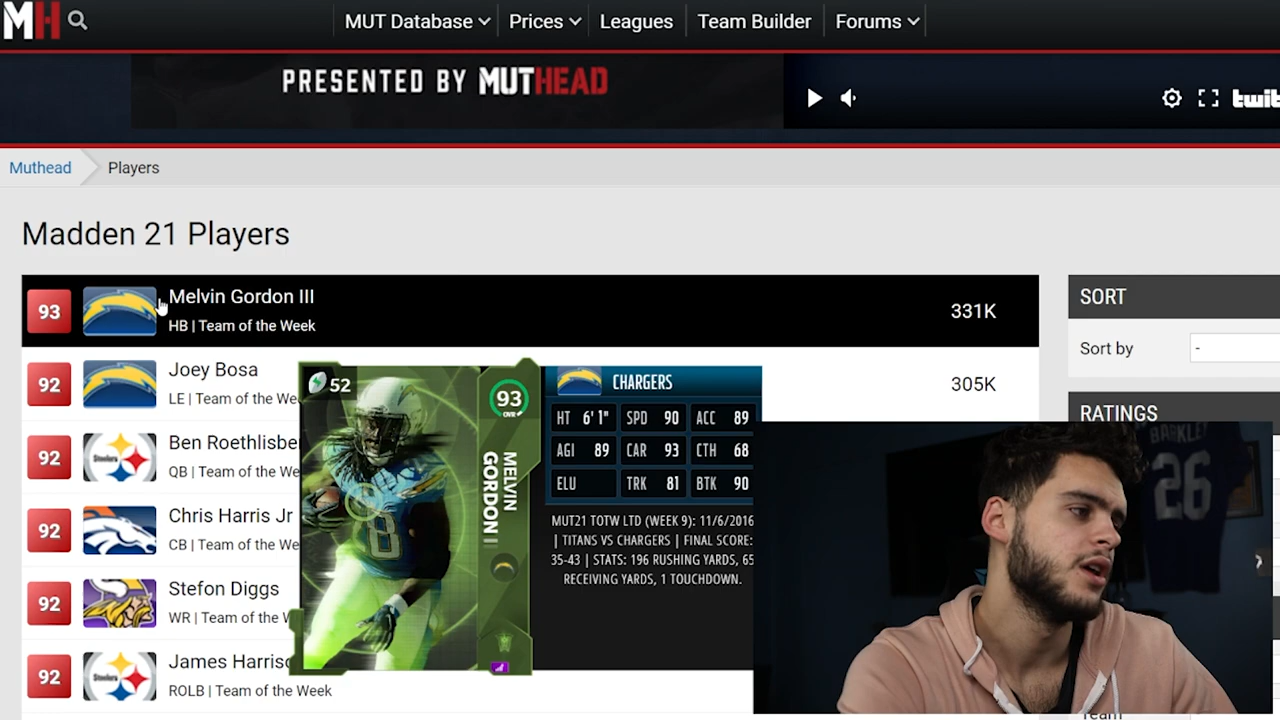 MH
MUT Database
Prices
Leagues
Team Builder
Forums
PRESENTED BY MUTHEAD
twit
Muthead
Players
Madden 21 Players
93
Melvin Gordon III
HB | Team of the Week
331K
92
Joey Bosa
LE | Team of the We
305K
92
Ben Roethlisbe
QB | Team of the We
92
Chris Harris Jr
CB | Team of the We
92
Stefon Diggs
WR | Team of the W
92
James Harriso
ROLB | Team of the Week
52
93
OVR
MELVIN
GORDON II
CHARGERS
HT 6' 1" SPD 90 ACC 89
AGI 89 CAR 93 CTH 68
ELU TRK 81 BTK 90
MUT21 TOTW LTD (WEEK 9): 11/6/2016
| TITANS VS CHARGERS | FINAL SCORE:
35-43 | STATS: 196 RUSHING YARDS, 65
RECEIVING YARDS, 1 TOUCHDOWN.
SORT
Sort by
-
RATINGS
BARKLEY
26
Team